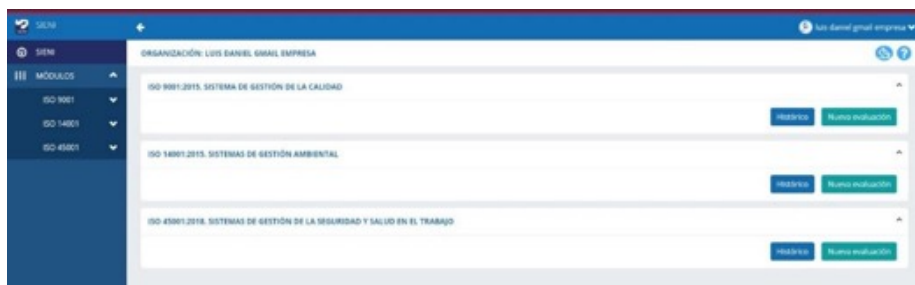 SIENI
luis daniel gmail empresa
SIENI
ORGANIZACIÓN: LUIS DANIEL GMAIL EMPRESA
MÓDULOS
ISO 9001
ISO 14001
ISO 45001
ISO 9001:2015. SISTEMA DE GESTIÓN DE LA CALIDAD
Histórico
Nueva evaluación
ISO 14001:2015. SISTEMAS DE GESTIÓN AMBIENTAL
Histórico
Nueva evaluación
ISO 45001:2018. SISTEMAS DE GESTIÓN DE LA SEGURIDAD Y SALUD EN EL TRABAJO
Histórico
Nueva evaluación